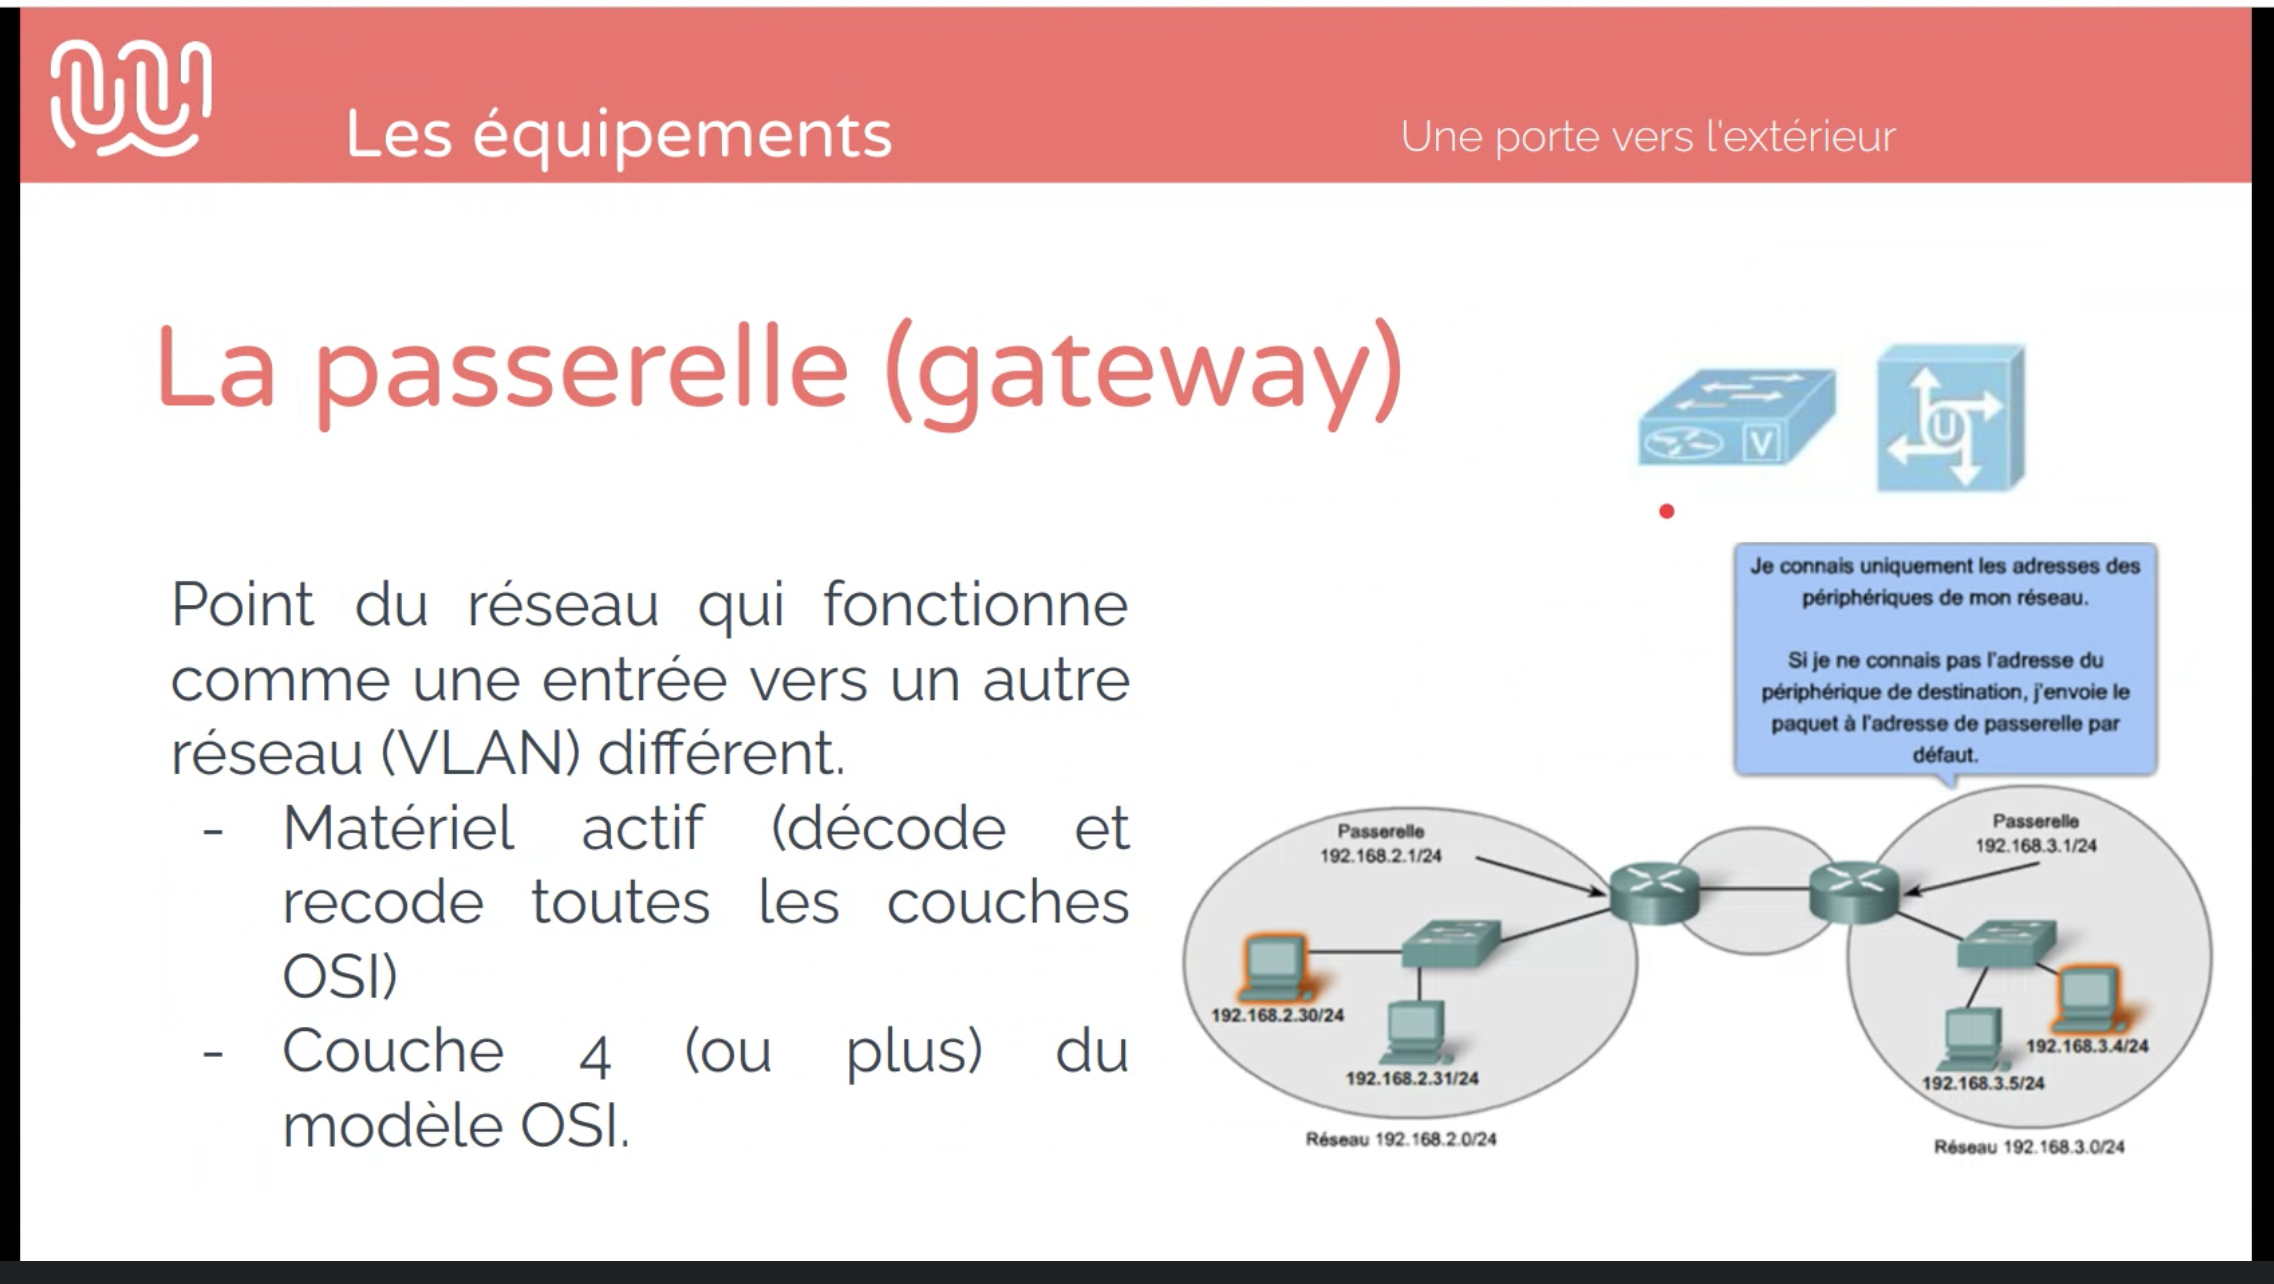 Les équipements
Une porte vers l'extérieur
La passerelle (gateway)
V
U
Point du réseau qui fonctionne
comme une entrée vers un autre
réseau (VLAN) différent.
- Matériel actif (décode et
recode toutes les couches
OSI)
- Couche 4 (ou plus) du
modèle OSI.
Je connais uniquement les adresses des
périphériques de mon réseau.
Si je ne connais pas l'adresse du
périphérique de destination, j'envoie le
paquet à l'adresse de passerelle par
défaut.
Passerelle
192.168.2.1/24
192.168.2.30/24
192.168.2.31/24
Réseau 192.168.2.0/24
Passerelle
192.168.3.1/24
192.168.3.4/24
192.168.3.5/24
Réseau 192.168.3.0/24